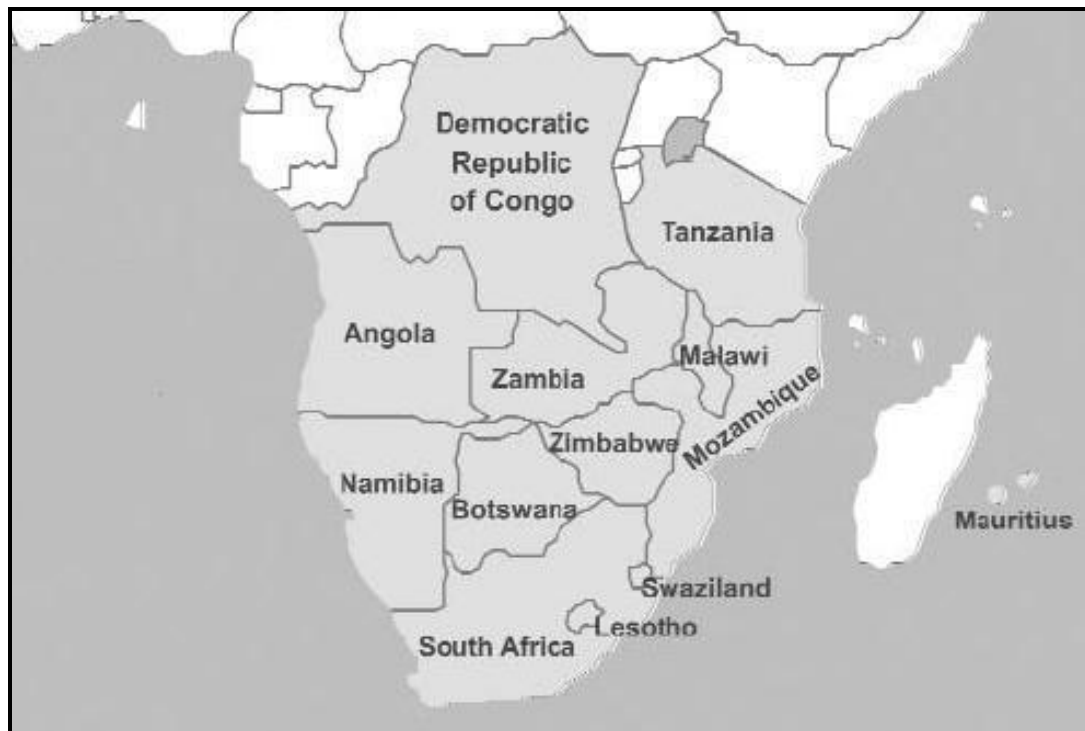 Democratic
Republic
of Congo
Tanzania
Angola
Malawi
Zambia
Mozambique
Zimbabwe
Namibia
Botswana
Mauritius
Swaziland
Lesotho
South Africa